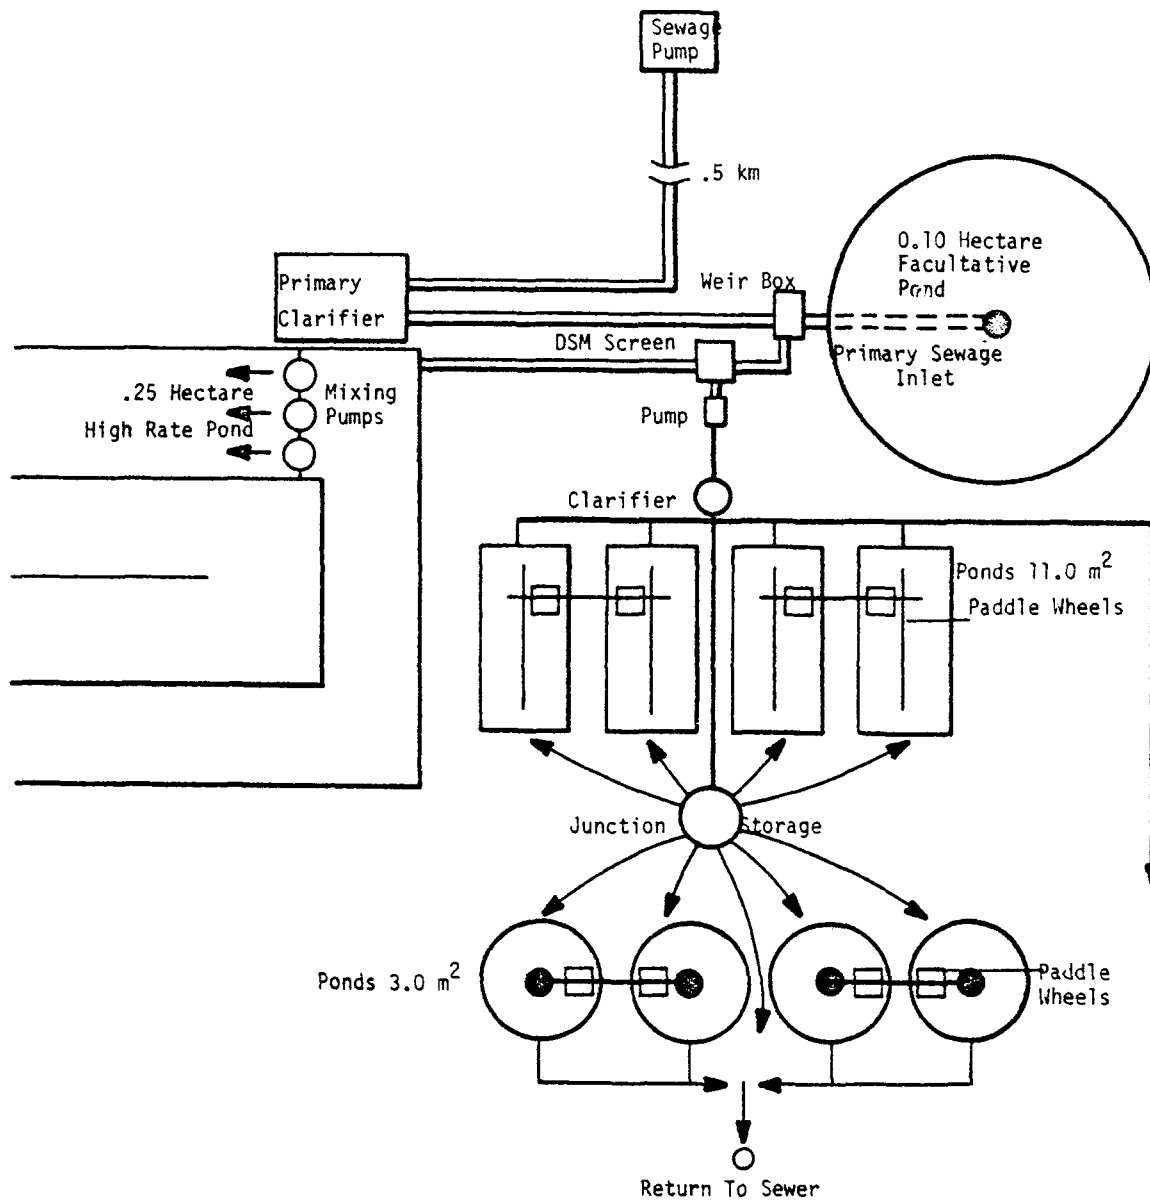 Sewage
Pump
.5 km
0.10 Hectare
Facultative
Pond
Primary
Clarifier
Weir Box
DSM Screen
Primary Sewage
Inlet
.25 Hectare
High Rate Pond
Mixing
Pumps
Pump
Clarifier
Ponds 11.0 m²
Paddle Wheels
Junction Storage
Ponds 3.0 m²
Paddle
Wheels
Return To Sewer